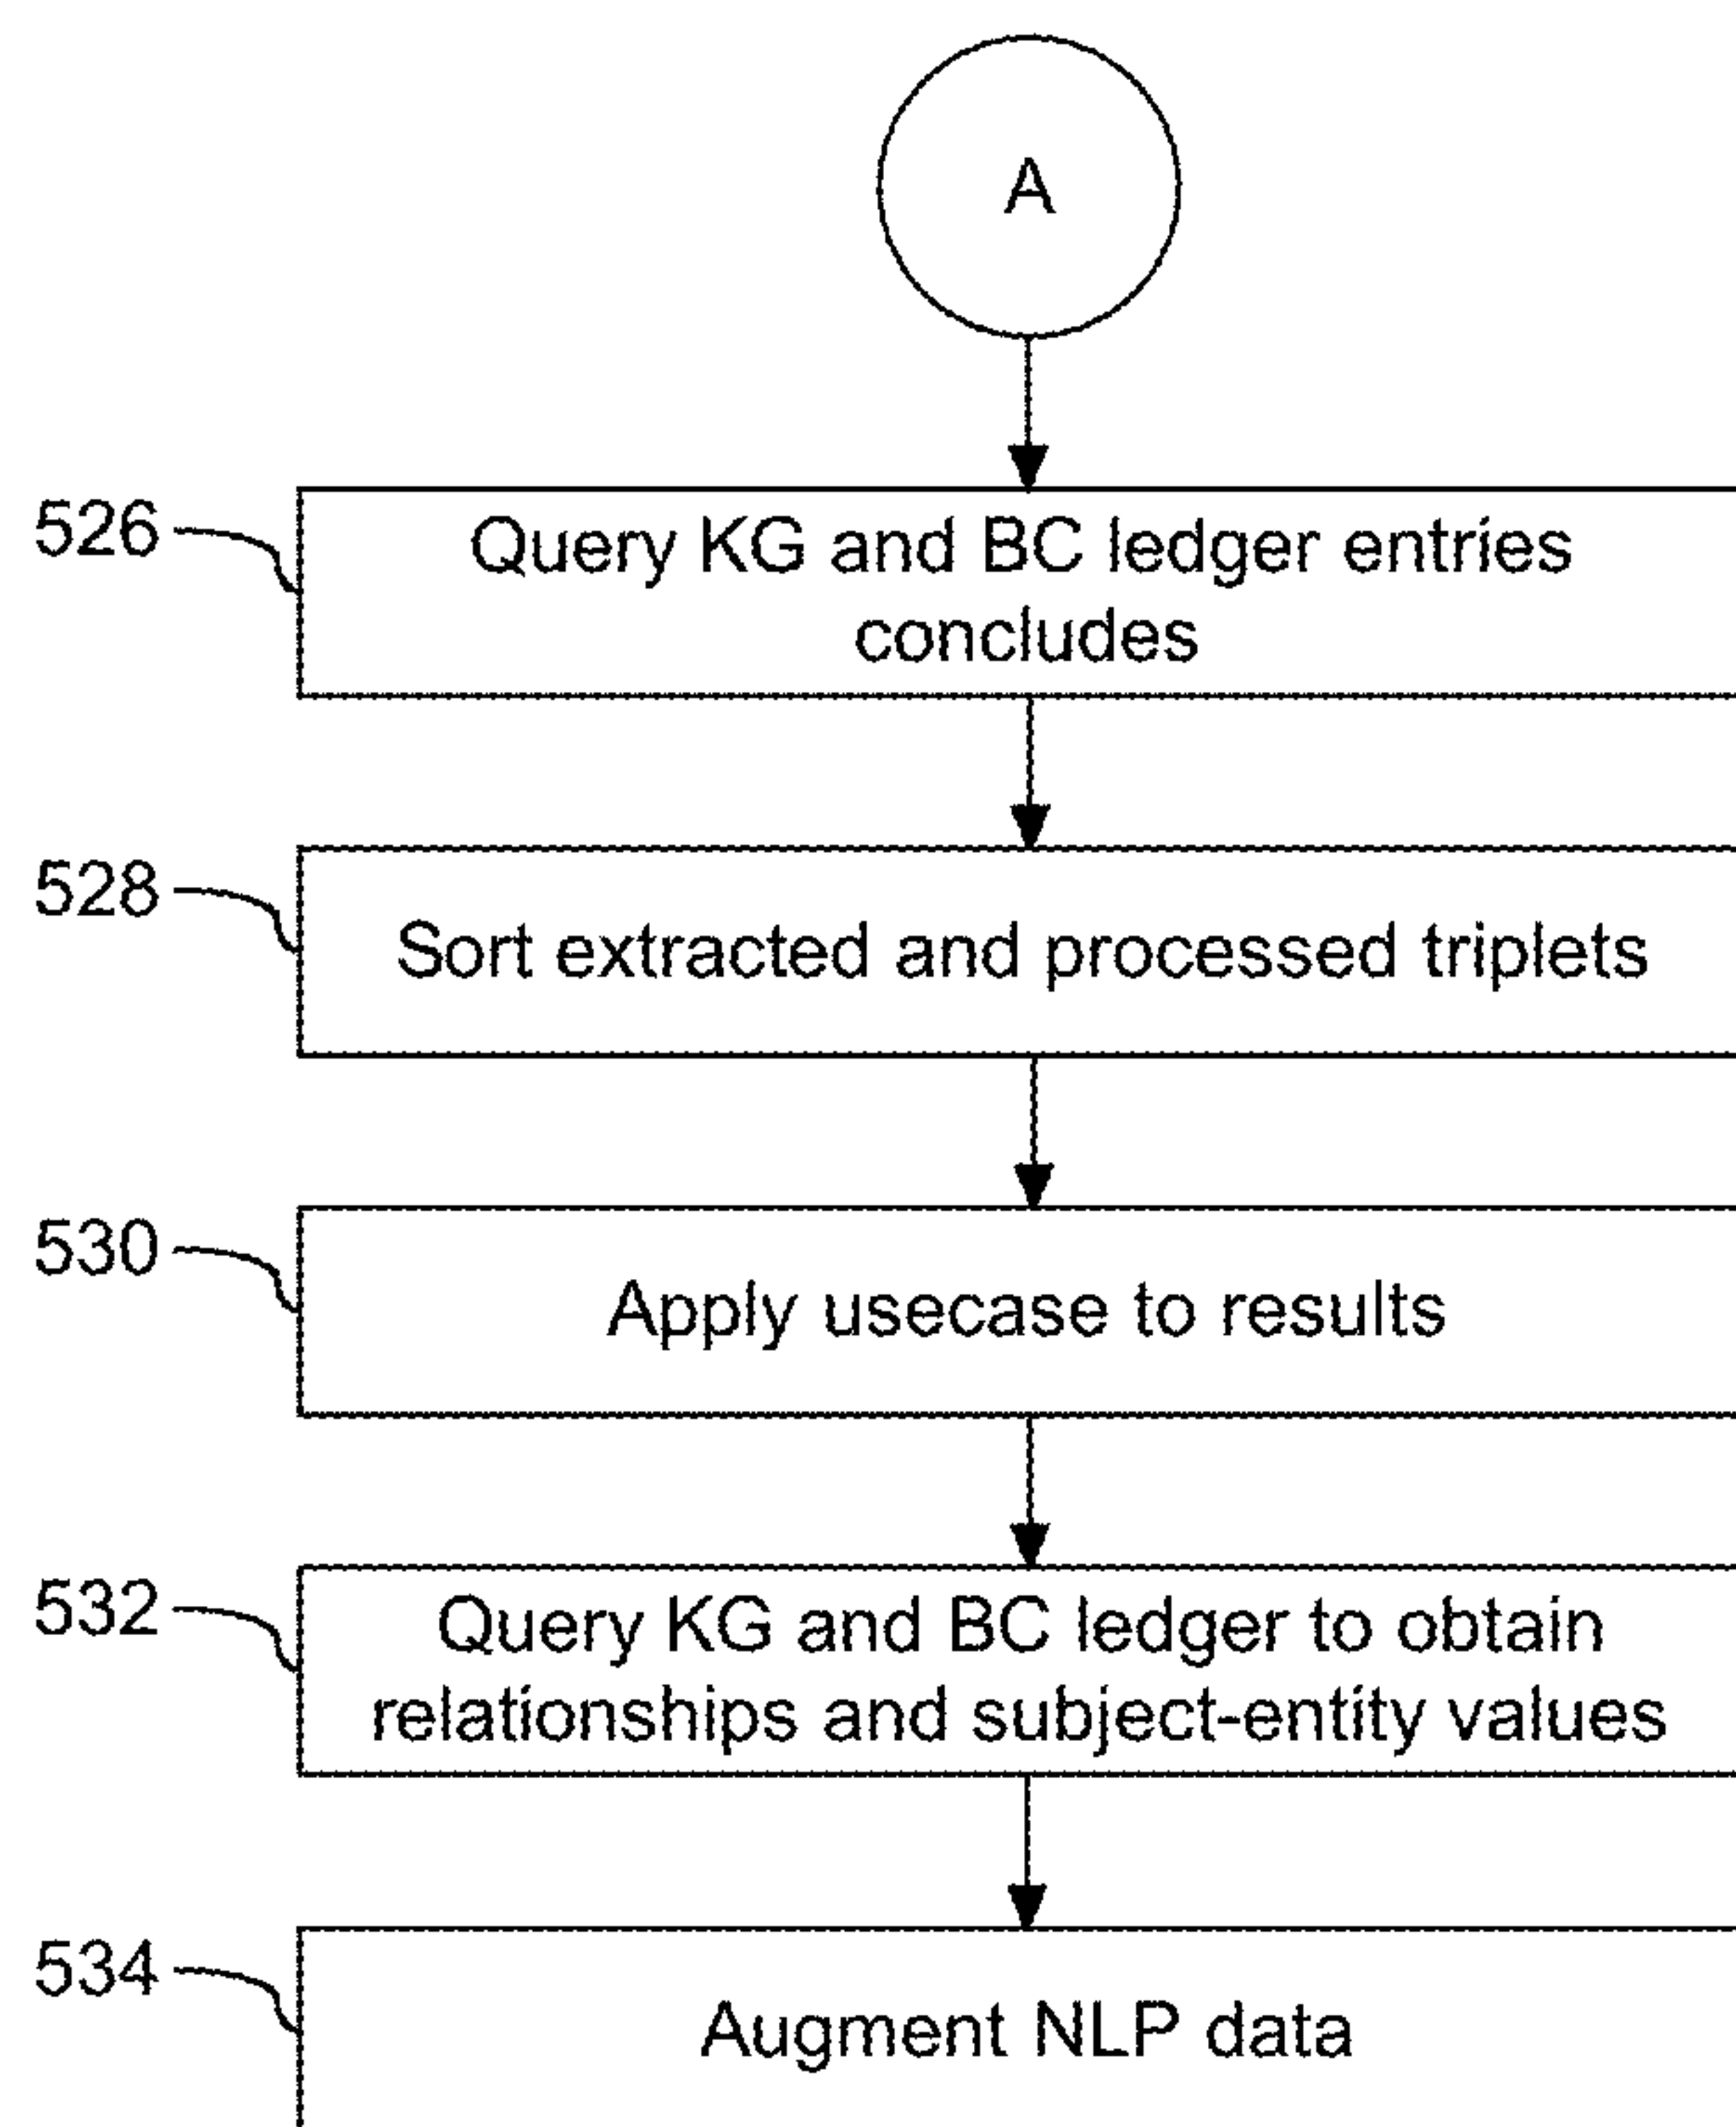 A
526
Query KG and BC ledger entries
concludes
528
Sort extracted and processed triplets
530
Apply usecase to results
532
Query KG and BC ledger to obtain
relationships and subject-entity values
534
Augment NLP data